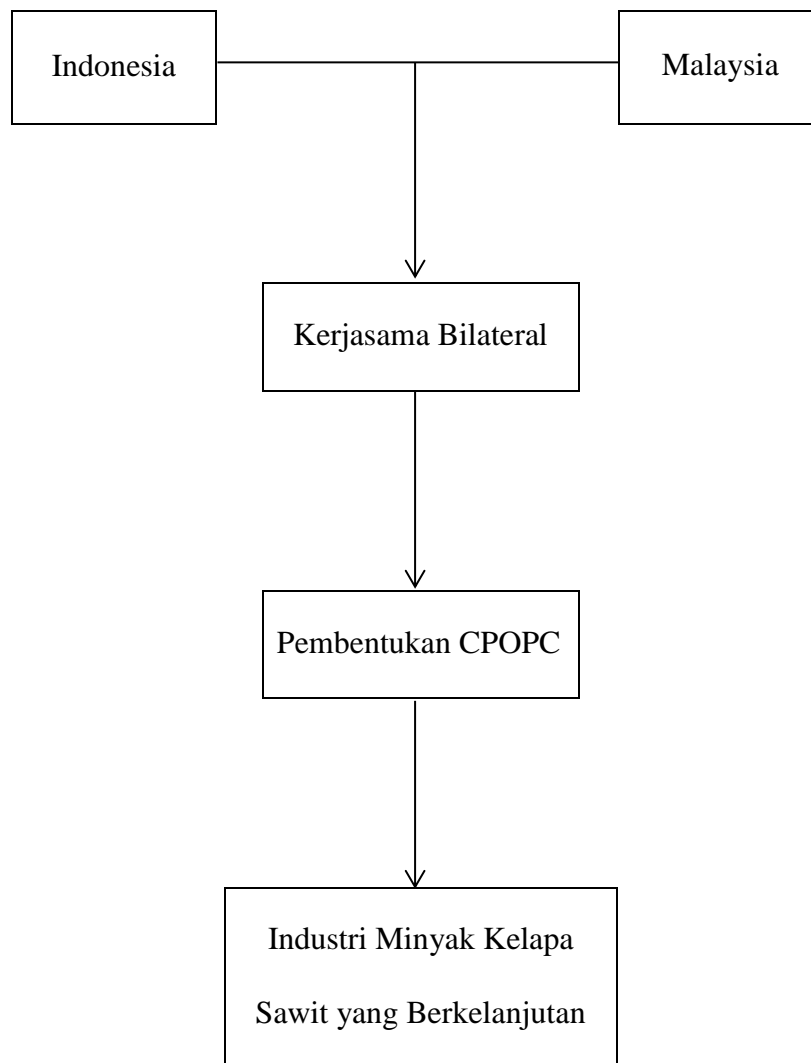 Indonesia
Malaysia
Kerjasama Bilateral
Pembentukan CPOPC
Industri Minyak Kelapa
Sawit yang Berkelanjutan